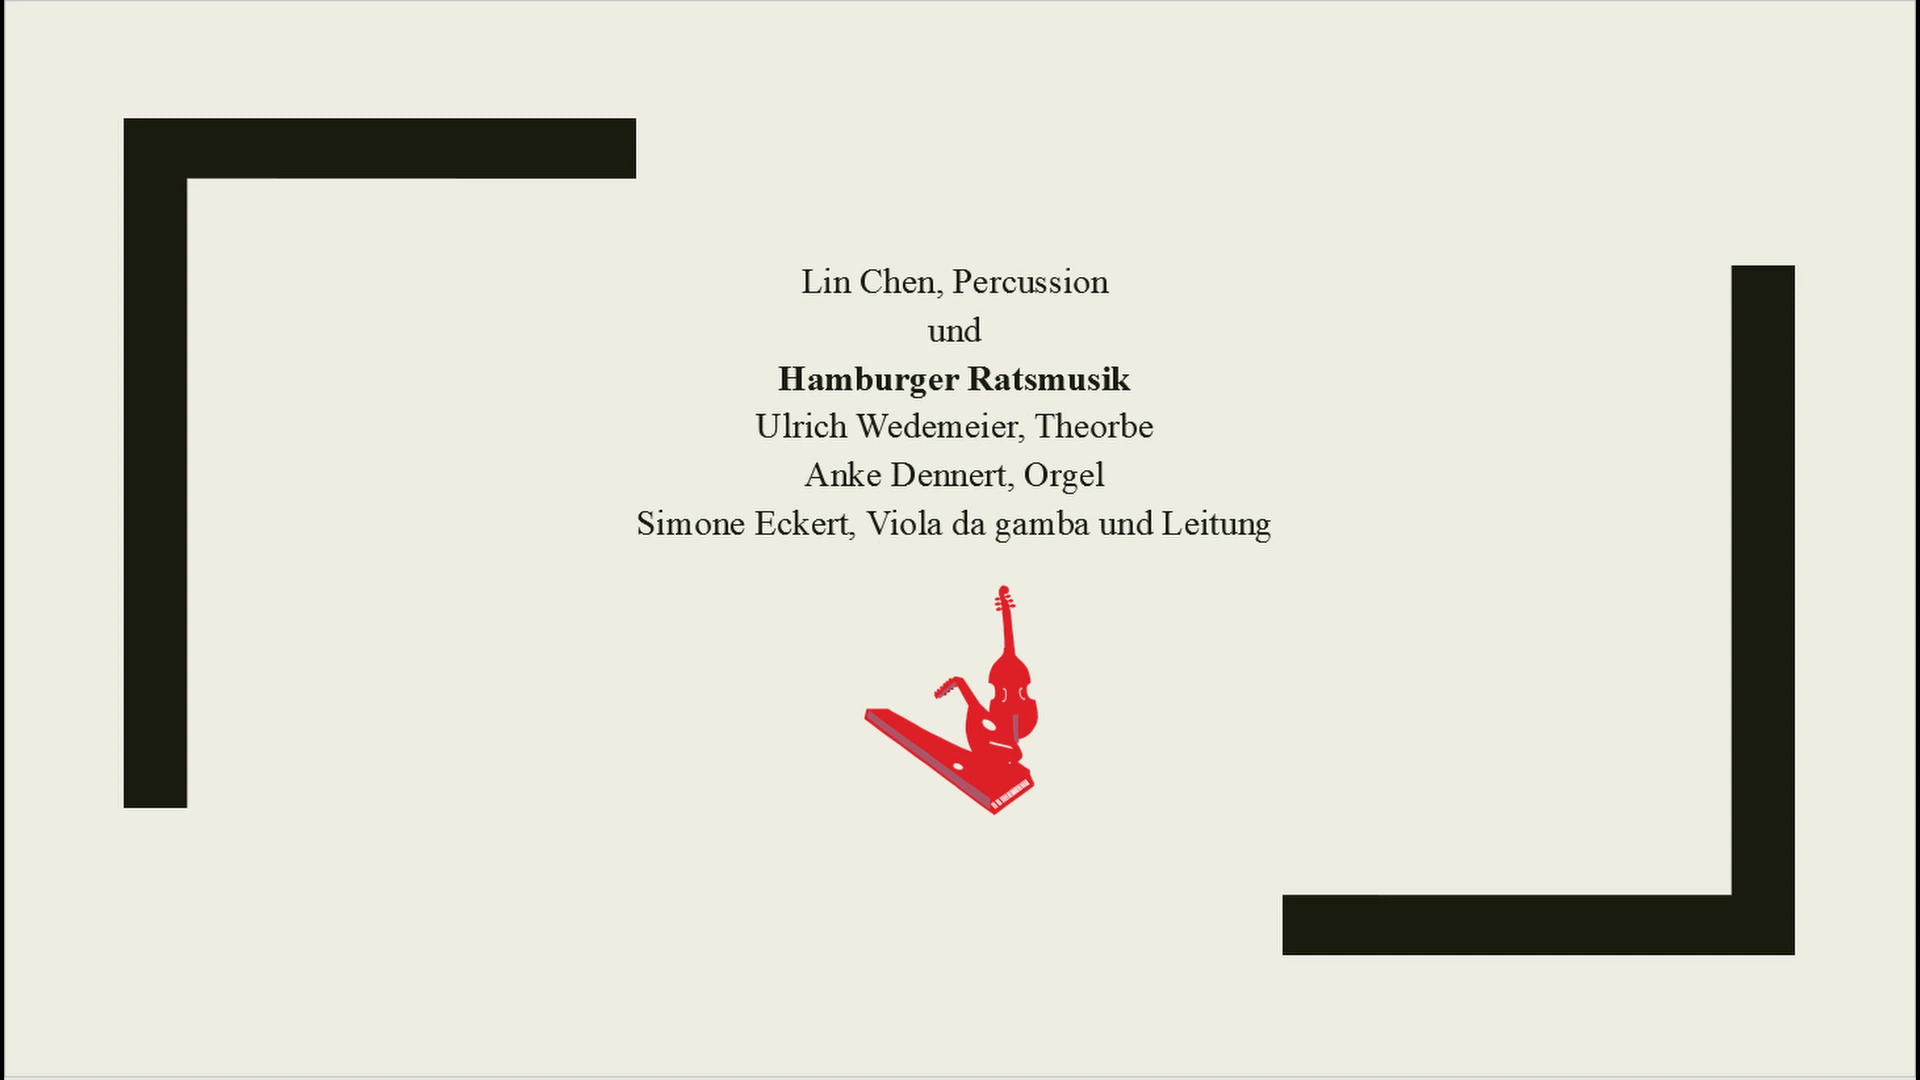 Lin Chen, Percussion
und
Hamburger Ratsmusik
Ulrich Wedemeier, Theorbe
Anke Dennert, Orgel
Simone Eckert, Viola da gamba und Leitung